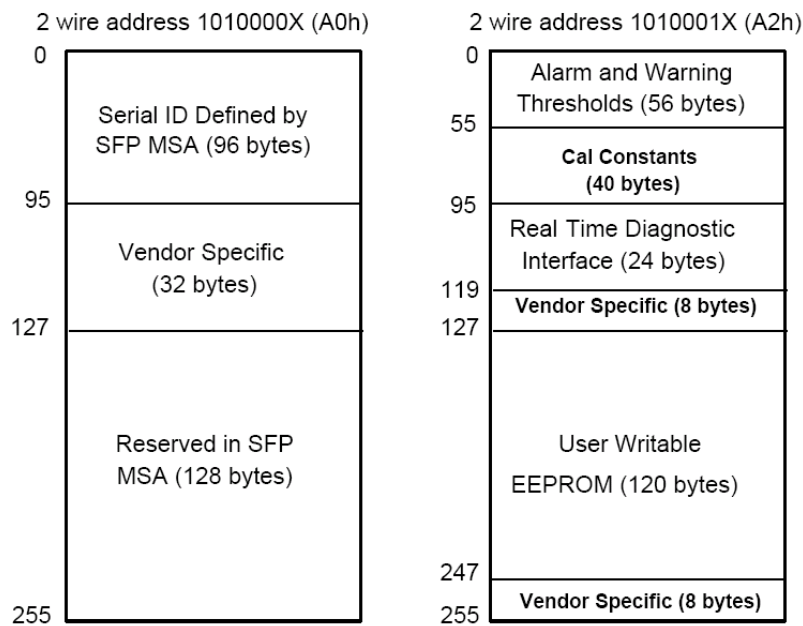 2 wire address 1010000X (A0h)
0
Serial ID Defined by
SFP MSA (96 bytes)
95
Vendor Specific
(32 bytes)
127
Reserved in SFP
MSA (128 bytes)
255
2 wire address 1010001X (A2h)
0
Alarm and Warning
Thresholds (56 bytes)
55
Cal Constants
(40 bytes)
95
Real Time Diagnostic
Interface (24 bytes)
119
Vendor Specific (8 bytes)
127
User Writable
EEPROM (120 bytes)
247
Vendor Specific (8 bytes)
255